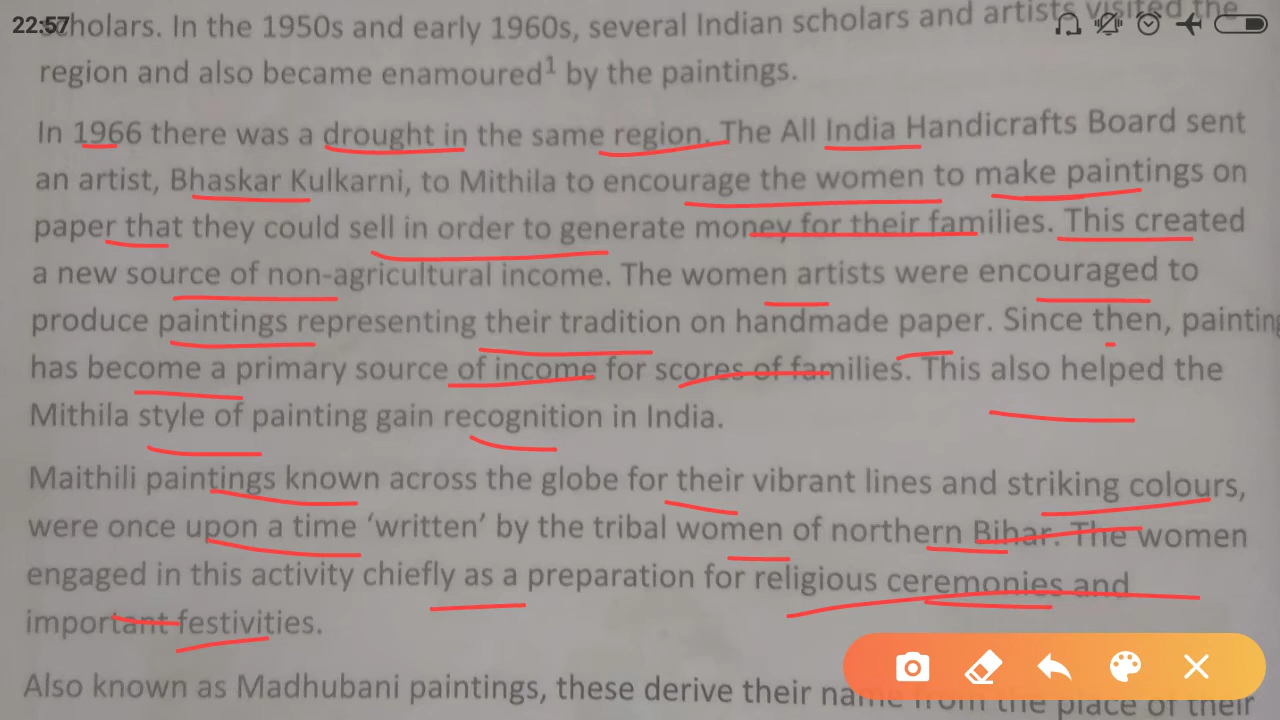 22:57
scholars. In the 1950s and early 1960s, several Indian scholars and artists visited the
region and also became enamoured¹ by the paintings.
In 1966 there was a drought in the same region. The All India Handicrafts Board sent
an artist, Bhaskar Kulkarni, to Mithila to encourage the women to make paintings on
paper that they could sell in order to generate money for their families. This created
a new source of non-agricultural income. The women artists were encouraged to
produce paintings representing their tradition on handmade paper. Since then, painting
has become a primary source of income for scores of families. This also helped the
Mithila style of painting gain recognition in India.
Maithili paintings known across the globe for their vibrant lines and striking colours,
were once upon a time ‘written’ by the tribal women of northern Bihar. The women
engaged in this activity chiefly as a preparation for religious ceremonies and
important festivities.
Also known as Madhubani paintings, these derive their name from the place of their